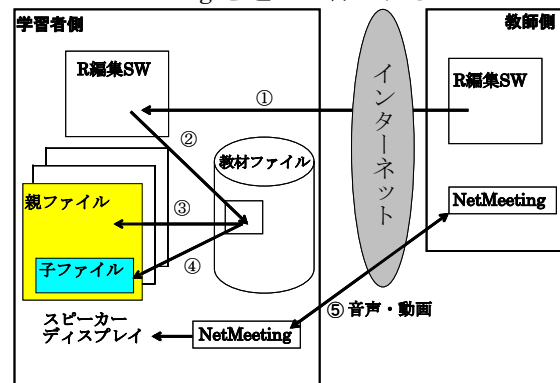 学習者側
教師側
R編集SW
R編集SW
①
②
インターネット
教材ファイル
親ファイル
③
NetMeeting
④
子ファイル
⑤ 音声・動画
スピーカー
ディスプレイ
NetMeeting